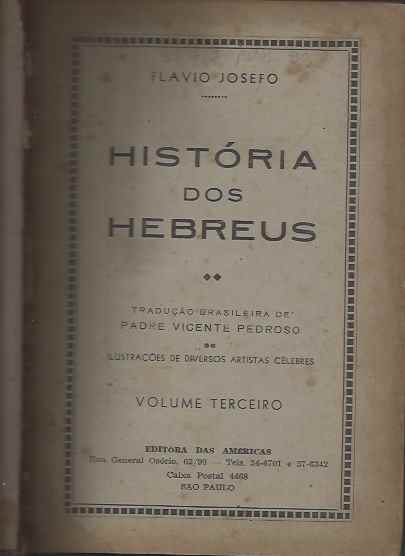 FLAVIO JOSEFO
HISTÓRIA
DOS
HEBREUS
TRADUÇÃO BRASILEIRA DE
PADRE VICENTE PEDROSO
ILUSTRAÇÕES DE DIVERSOS ARTISTAS CÉLEBRES
VOLUME TERCEIRO
EDITORA DAS AMÉRICAS
Rua General Osório, 62/90 — Tels. 34-6701 e 37-6342
Caixa Postal 4468
SÃO PAULO